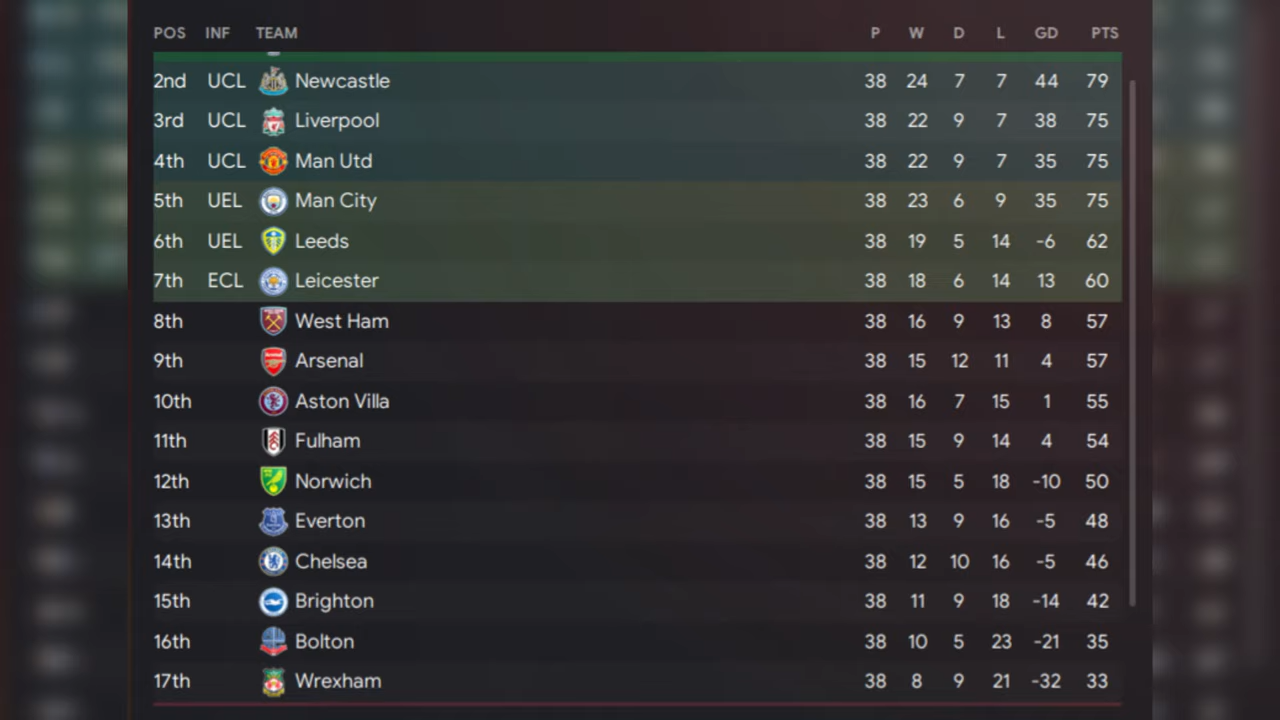 POS INF TEAM P W D L GD PTS
2nd UCL Newcastle 38 24 7 7 44 79
3rd UCL Liverpool 38 22 9 7 38 75
4th UCL Man Utd 38 22 9 7 35 75
5th UEL Man City 38 23 6 9 35 75
6th UEL Leeds 38 19 5 14 -6 62
7th ECL Leicester 38 18 6 14 13 60
8th West Ham 38 16 9 13 8 57
9th Arsenal 38 15 12 11 4 57
10th Aston Villa 38 16 7 15 1 55
11th Fulham 38 15 9 14 4 54
12th Norwich 38 15 5 18 -10 50
13th Everton 38 13 9 16 -5 48
14th Chelsea 38 12 10 16 -5 46
15th Brighton 38 11 9 18 -14 42
16th Bolton 38 10 5 23 -21 35
17th Wrexham 38 8 9 21 -32 33